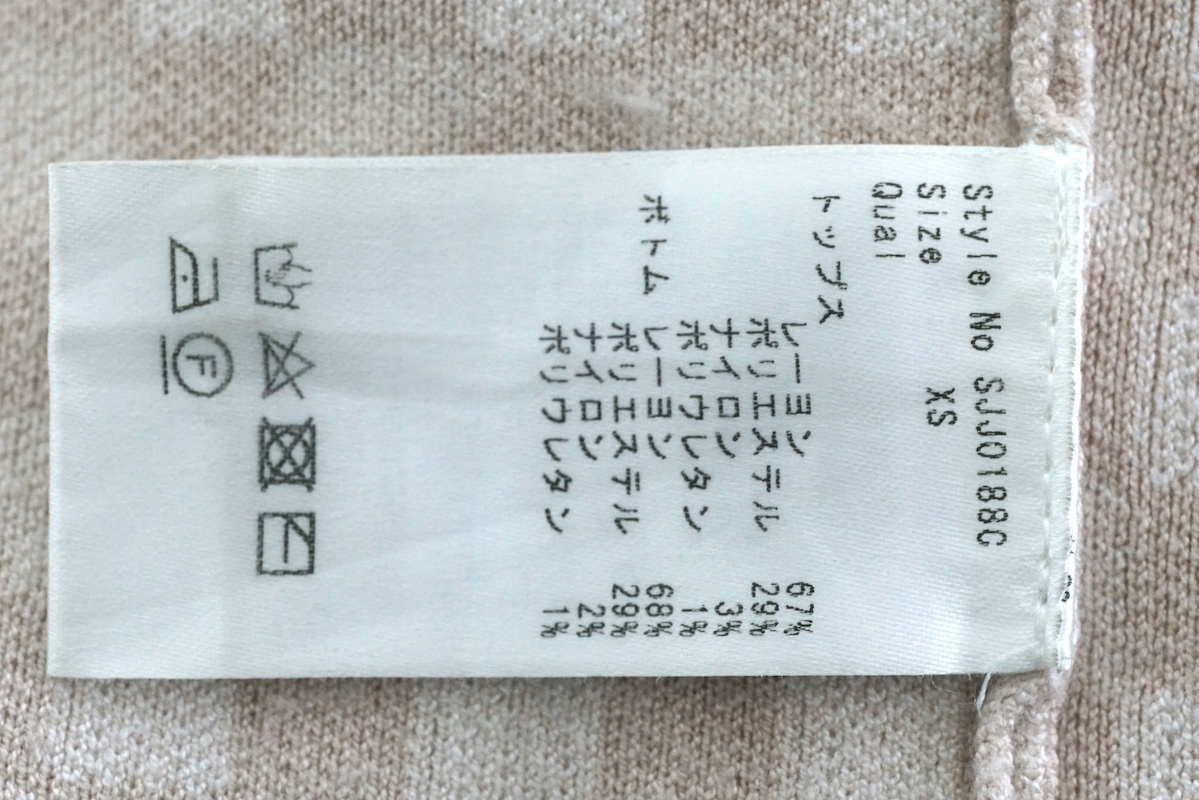 Style No SJJ0188C
Size XS
Qual
トップス
レーヨン 67%
ポリエステル 29%
ナイロン 3%
ポリウレタン 1%
ボトム
レーヨン 68%
ポリエステル 29%
ナイロン 2%
ポリウレタン 1%
F